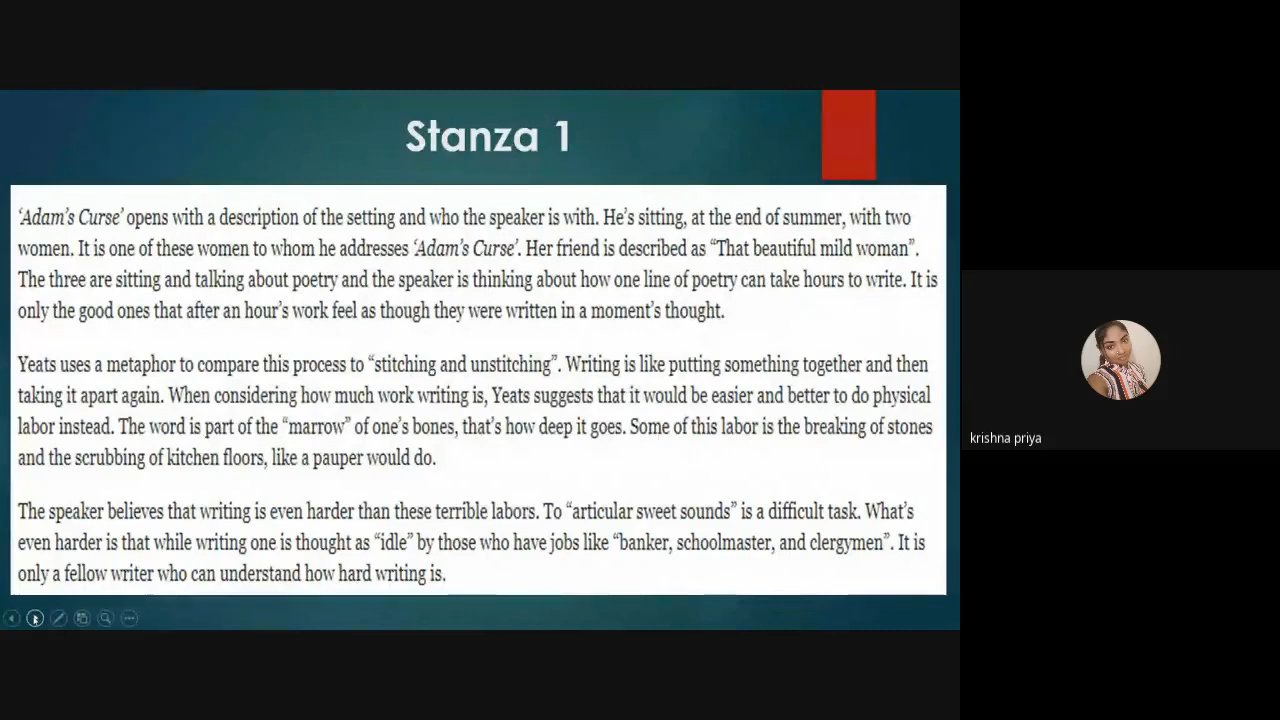 Stanza 1
‘Adam’s Curse’ opens with a description of the setting and who the speaker is with. He’s sitting, at the end of summer, with two
women. It is one of these women to whom he addresses ‘Adam’s Curse’. Her friend is described as “That beautiful mild woman”.
The three are sitting and talking about poetry and the speaker is thinking about how one line of poetry can take hours to write. It is
only the good ones that after an hour’s work feel as though they were written in a moment’s thought.
Yeats uses a metaphor to compare this process to “stitching and unstitching”. Writing is like putting something together and then
taking it apart again. When considering how much work writing is, Yeats suggests that it would be easier and better to do physical
labor instead. The word is part of the “marrow” of one’s bones, that’s how deep it goes. Some of this labor is the breaking of stones
and the scrubbing of kitchen floors, like a pauper would do.
The speaker believes that writing is even harder than these terrible labors. To “articular sweet sounds” is a difficult task. What’s
even harder is that while writing one is thought as “idle” by those who have jobs like “banker, schoolmaster, and clergymen”. It is
only a fellow writer who can understand how hard writing is.
krishna priya